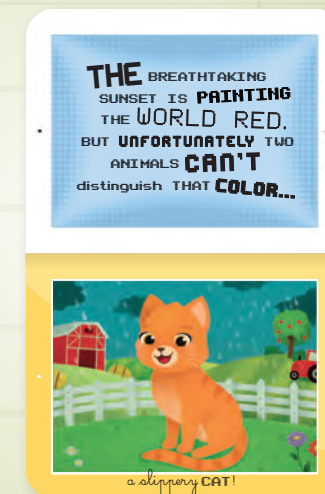 THE BREATHTAKING
SUNSET IS PAINTING
THE WORLD RED.
BUT UNFORTUNATELY TWO
ANIMALS CAN'T
distinguish THAT COLOR...
a slippery CAT!